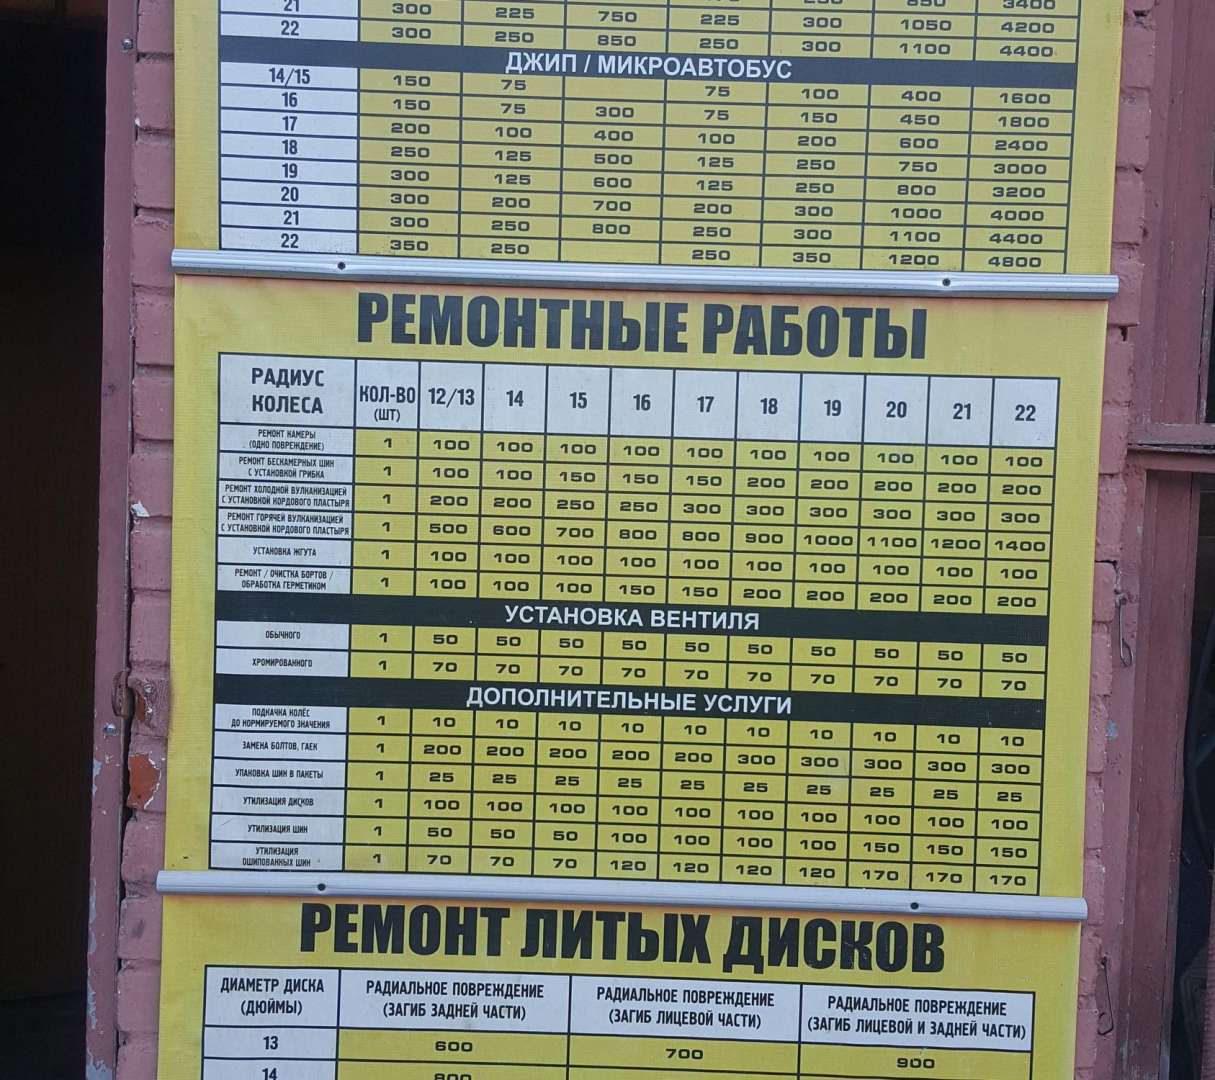 21 300 225 750 225 300 1050 4200
22 300 250 850 250 300 1100 4400
ДЖИП / МИКРОАВТОБУС
14/15 150 75 75 100 400 1600
16 150 75 300 75 150 450 1800
17 200 100 400 100 200 600 2400
18 250 125 500 125 250 750 3000
19 300 125 600 125 250 800 3200
20 300 200 700 200 300 1000 4000
21 300 250 800 250 300 1100 4400
22 350 250 250 350 1200 4800
РЕМОНТНЫЕ РАБОТЫ
РАДИУС
КОЛЕСА
КОЛ-ВО
(ШТ)
12/13 14 15 16 17 18 19 20 21 22
РЕМОНТ КАМЕРЫ
(ОДНО ПОВРЕЖДЕНИЕ)
1 100 100 100 100 100 100 100 100 100 100
РЕМОНТ БЕСКАМЕРНЫХ ШИН
С УСТАНОВКОЙ ГРИБКА
1 100 100 150 150 150 200 200 200 200 200
РЕМОНТ ХОЛОДНОЙ ВУЛКАНИЗАЦИЕЙ
С УСТАНОВКОЙ КОРДОВОГО ПЛАСТЫРЯ
1 200 200 250 250 300 300 300 300 300 300
РЕМОНТ ГОРЯЧЕЙ ВУЛКАНИЗАЦИЕЙ
С УСТАНОВКОЙ КОРДОВОГО ПЛАСТЫРЯ
1 500 600 700 800 800 900 1000 1100 1200 1400
УСТАНОВКА ЖГУТА 1 100 100 100 100 100 100 100 100 100 100
РЕМОНТ / ОЧИСТКА БОРТОВ /
ОБРАБОТКА ГЕРМЕТИКОМ
1 100 100 100 150 150 200 200 200 200 200
УСТАНОВКА ВЕНТИЛЯ
ОБЫЧНОГО 1 50 50 50 50 50 50 50 50 50 50
ХРОМИРОВАННОГО 1 70 70 70 70 70 70 70 70 70 70
ДОПОЛНИТЕЛЬНЫЕ УСЛУГИ
ПОДКАЧКА КОЛЁС
ДО НОРМИРУЕМОГО ЗНАЧЕНИЯ
1 10 10 10 10 10 10 10 10 10 10
ЗАМЕНА БОЛТОВ, ГАЕК 1 200 200 200 200 200 300 300 300 300 300
УПАКОВКА ШИН В ПАКЕТЫ 1 25 25 25 25 25 25 25 25 25 25
УТИЛИЗАЦИЯ ДИСКОВ 1 100 100 100 100 100 100 100 100 100 100
УТИЛИЗАЦИЯ ШИН 1 50 50 50 100 100 100 100 150 150 150
УТИЛИЗАЦИЯ
ОШИПОВАННЫХ ШИН
1 70 70 70 120 120 120 120 170 170 170
РЕМОНТ ЛИТЫХ ДИСКОВ
ДИАМЕТР ДИСКА
(ДЮЙМЫ)
РАДИАЛЬНОЕ ПОВРЕЖДЕНИЕ
(ЗАГИБ ЗАДНЕЙ ЧАСТИ)
РАДИАЛЬНОЕ ПОВРЕЖДЕНИЕ
(ЗАГИБ ЛИЦЕВОЙ ЧАСТИ)
РАДИАЛЬНОЕ ПОВРЕЖДЕНИЕ
(ЗАГИБ ЛИЦЕВОЙ И ЗАДНЕЙ ЧАСТИ)
13 600 700 900
14 800